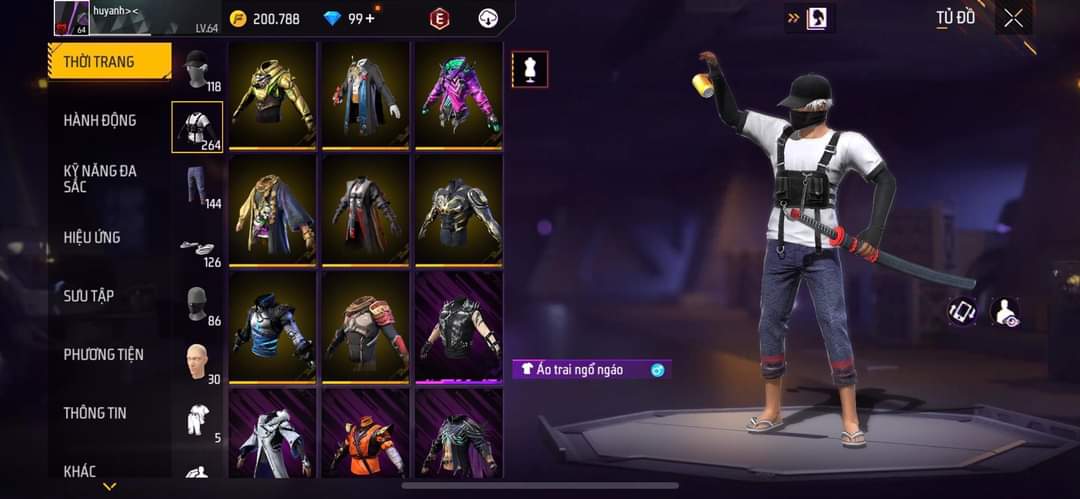 huyanh><
64
LV.64
200.788
99+
E
TỦ ĐỒ
THỜI TRANG
HÀNH ĐỘNG
KỸ NĂNG ĐA
SẮC
HIỆU ỨNG
SƯU TẬP
PHƯƠNG TIỆN
THÔNG TIN
KHÁC
118
264
144
126
86
30
5
Áo trai ngổ ngáo